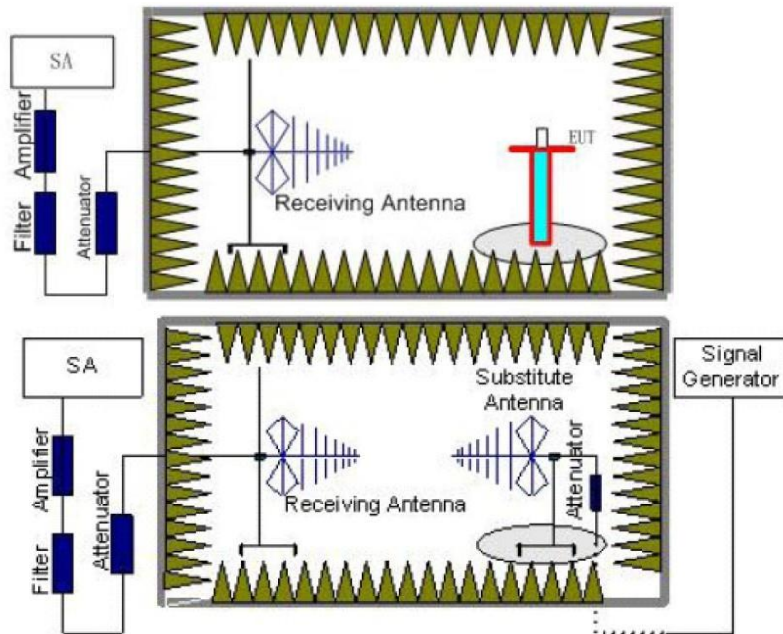 SA
Amplifier
Filter
Attenuator
EUT
Receiving Antenna
SA
Amplifier
Filter
Attenuator
Receiving Antenna
Substitute
Antenna
Attenuator
Signal
Generator